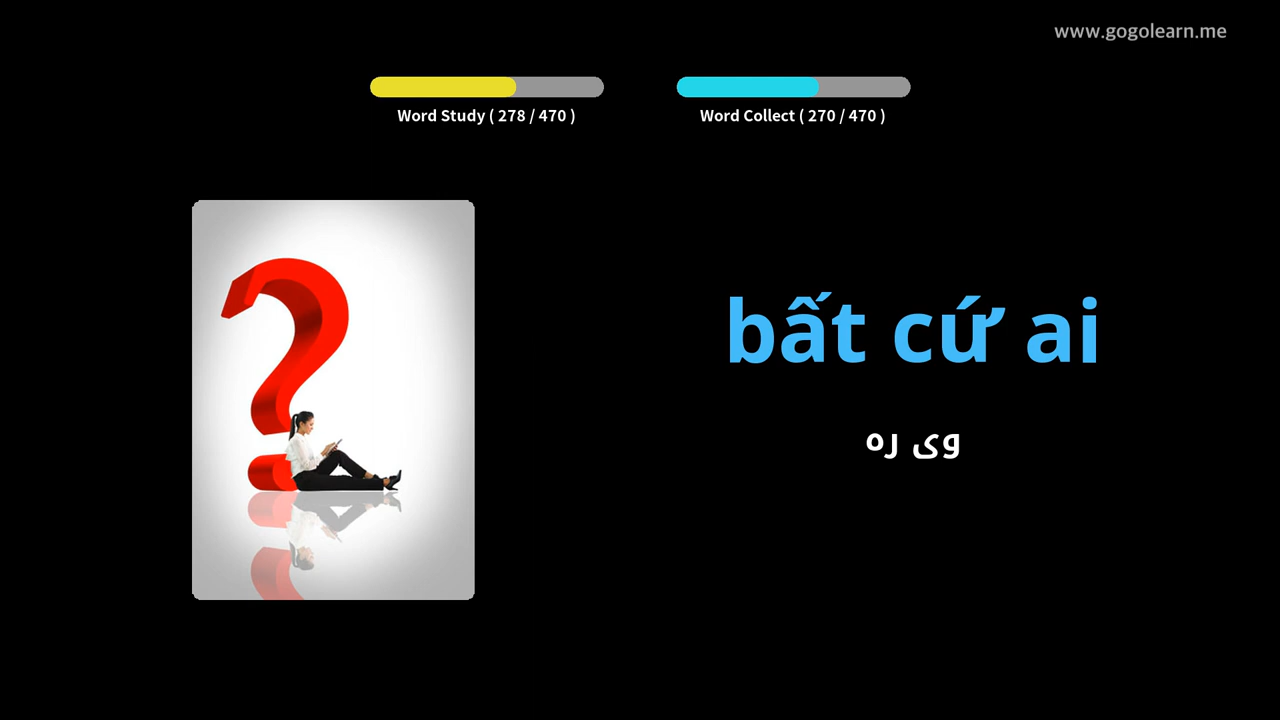 www.gogolearn.me
Word Study ( 278 / 470 )
Word Collect ( 270 / 470 )
bất cứ ai
وی ره